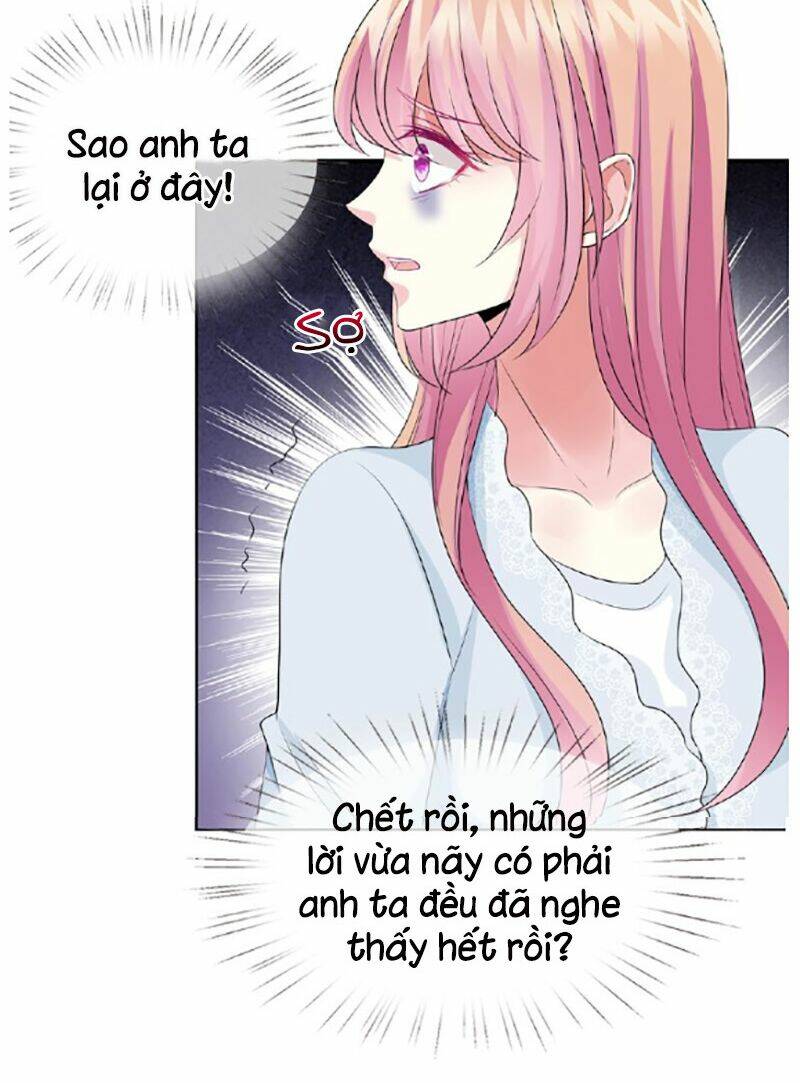 Sao anh ta
lại ở đây!
Sợ
Chết rồi, những
lời vừa nãy có phải
anh ta đều đã nghe
thấy hết rồi?